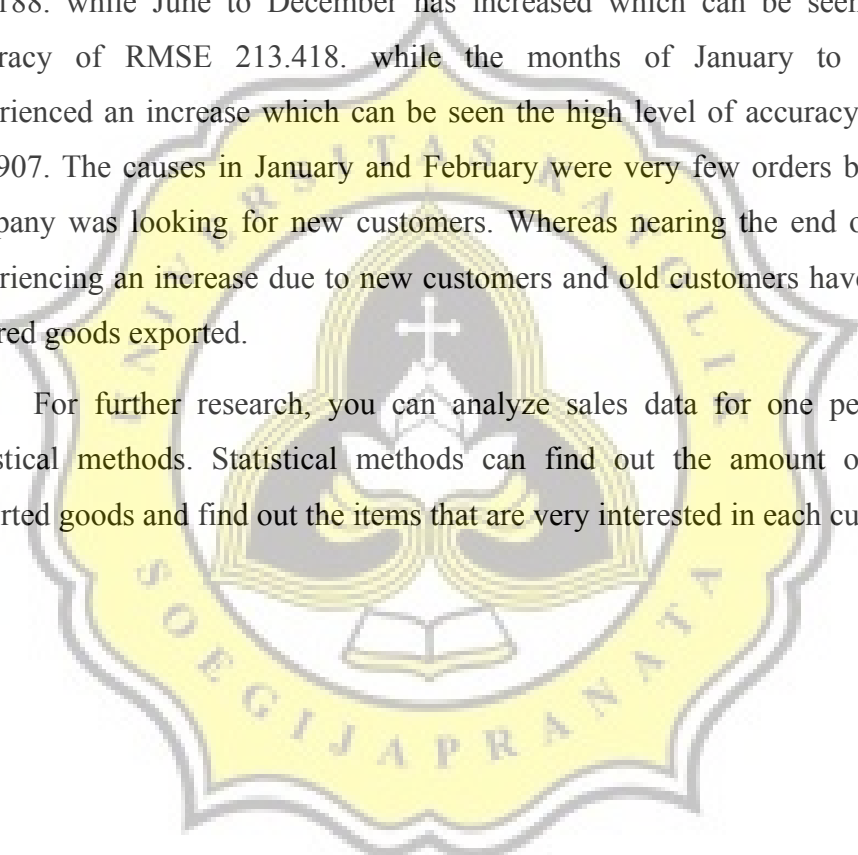 188. while June to December has increased which can be seen
racy of RMSE 213.418. while the months of January to
rienced an increase which can be seen the high level of accuracy
907. The causes in January and February were very few orders b
pany was looking for new customers. Whereas nearing the end o
riencing an increase due to new customers and old customers have
red goods exported.
For further research, you can analyze sales data for one pe
stical methods. Statistical methods can find out the amount o
rted goods and find out the items that are very interested in each cu
UNIVERSITAS KATOLIK
SOEGIJAPRANATA